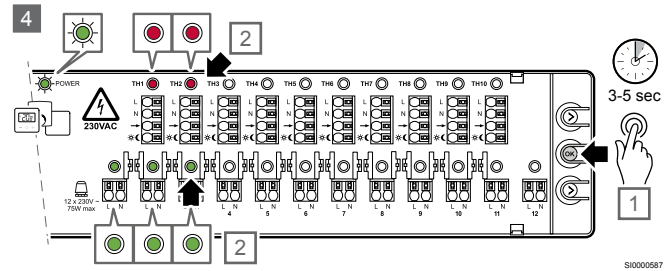 4
2
POWER
TH1 TH2 TH3 TH4 TH5 TH6 TH7 TH8 TH9 TH10
L L L L L L L L L L
N N N N N N N N N N
230VAC
3-5 sec
OK
1
12 x 230V ~
75W max
L N L N L N L N L N L N L N L N L N L N L N
4 5 6 7 8 9 10 11 12
2
SI0000587